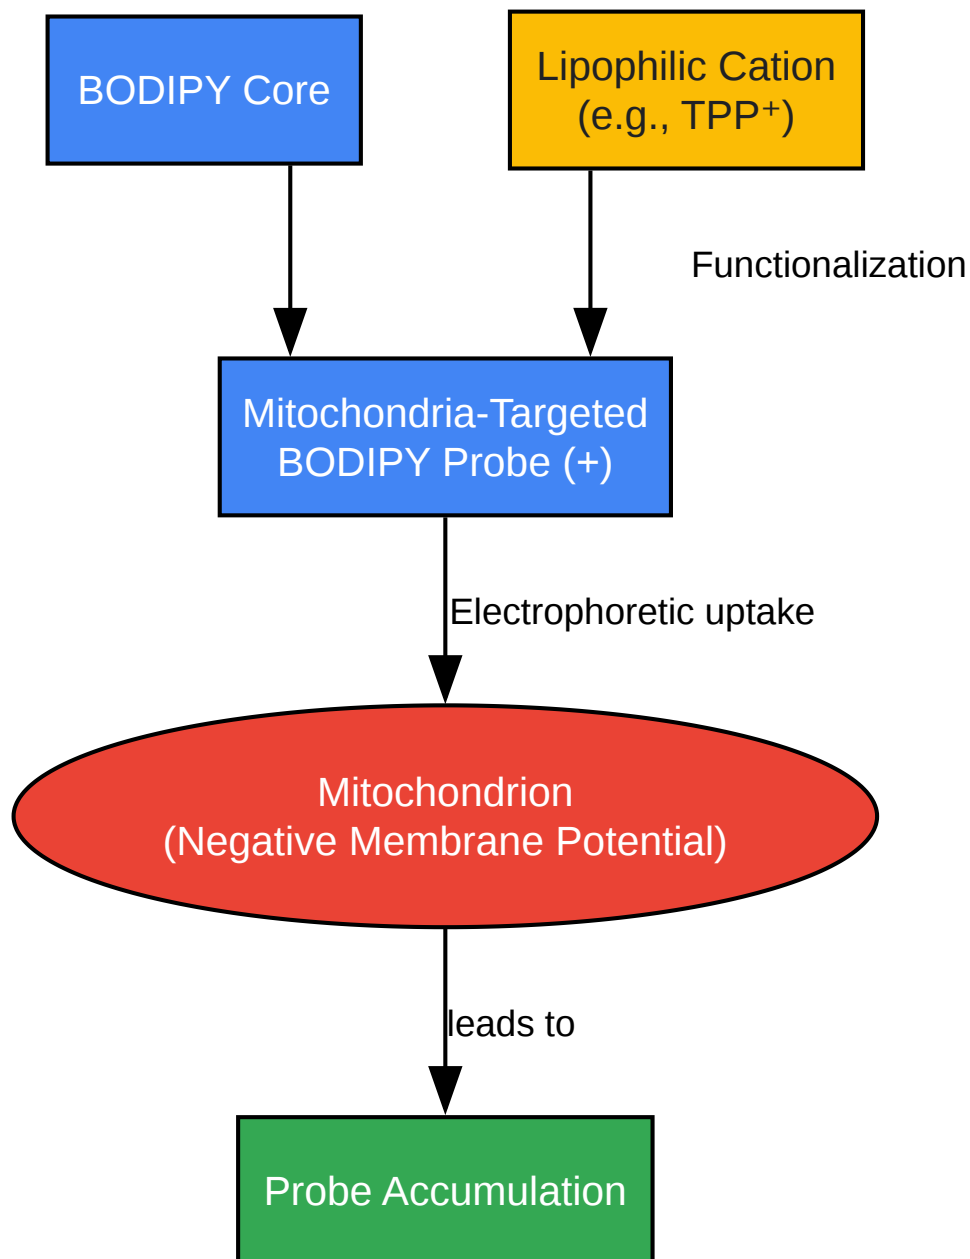 BODIPY Core
Lipophilic Cation
(e.g., TPP⁺)
Functionalization
Mitochondria-Targeted
BODIPY Probe (+)
Electrophoretic uptake
Mitochondrion
(Negative Membrane Potential)
leads to
Probe Accumulation